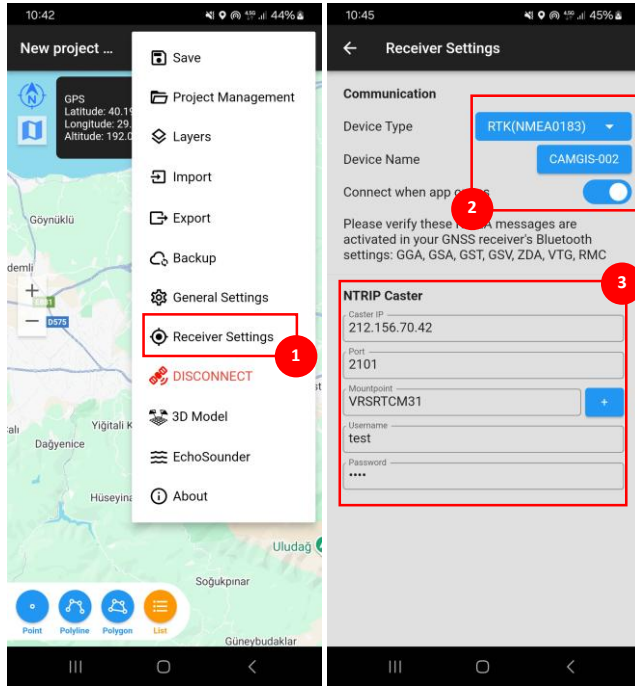 10:42
44%
New project ...
N
GPS
Latitude: 40.19
Longitude: 29.
Altitude: 192.0
Save
Project Management
Layers
Import
Export
Backup
General Settings
Receiver Settings
1
DISCONNECT
3D Model
EchoSounder
About
Göynüklü
demli
+
−
D575
Yiğitali K
alı
Dağyenice
Hüseyina
Uludağ
Soğukpınar
Güneybudaklar
Point
Polyline
Polygon
List
10:45
45%
Receiver Settings
Communication
Device Type
RTK(NMEA0183)
Device Name
CAMGIS-002
Connect when app
2
Please verify these messages are
activated in your GNSS receiver's Bluetooth
settings: GGA, GSA, GST, GSV, ZDA, VTG, RMC
3
NTRIP Caster
Caster IP
212.156.70.42
Port
2101
Mountpoint
VRSRTCM31
+
Username
test
Password
••••